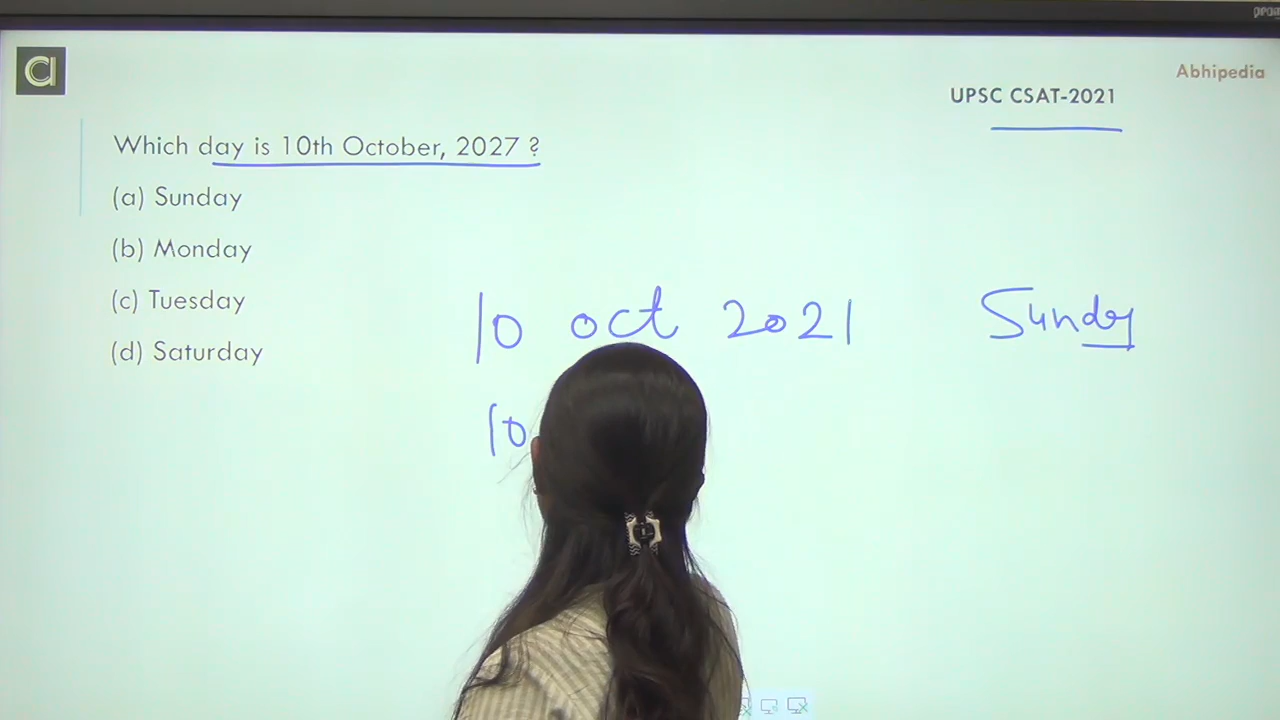 Abhipedia
UPSC CSAT-2021
Which day is 10th October, 2027 ?
(a) Sunday
(b) Monday
(c) Tuesday
(d) Saturday
10 oct 2021 Sunday
10